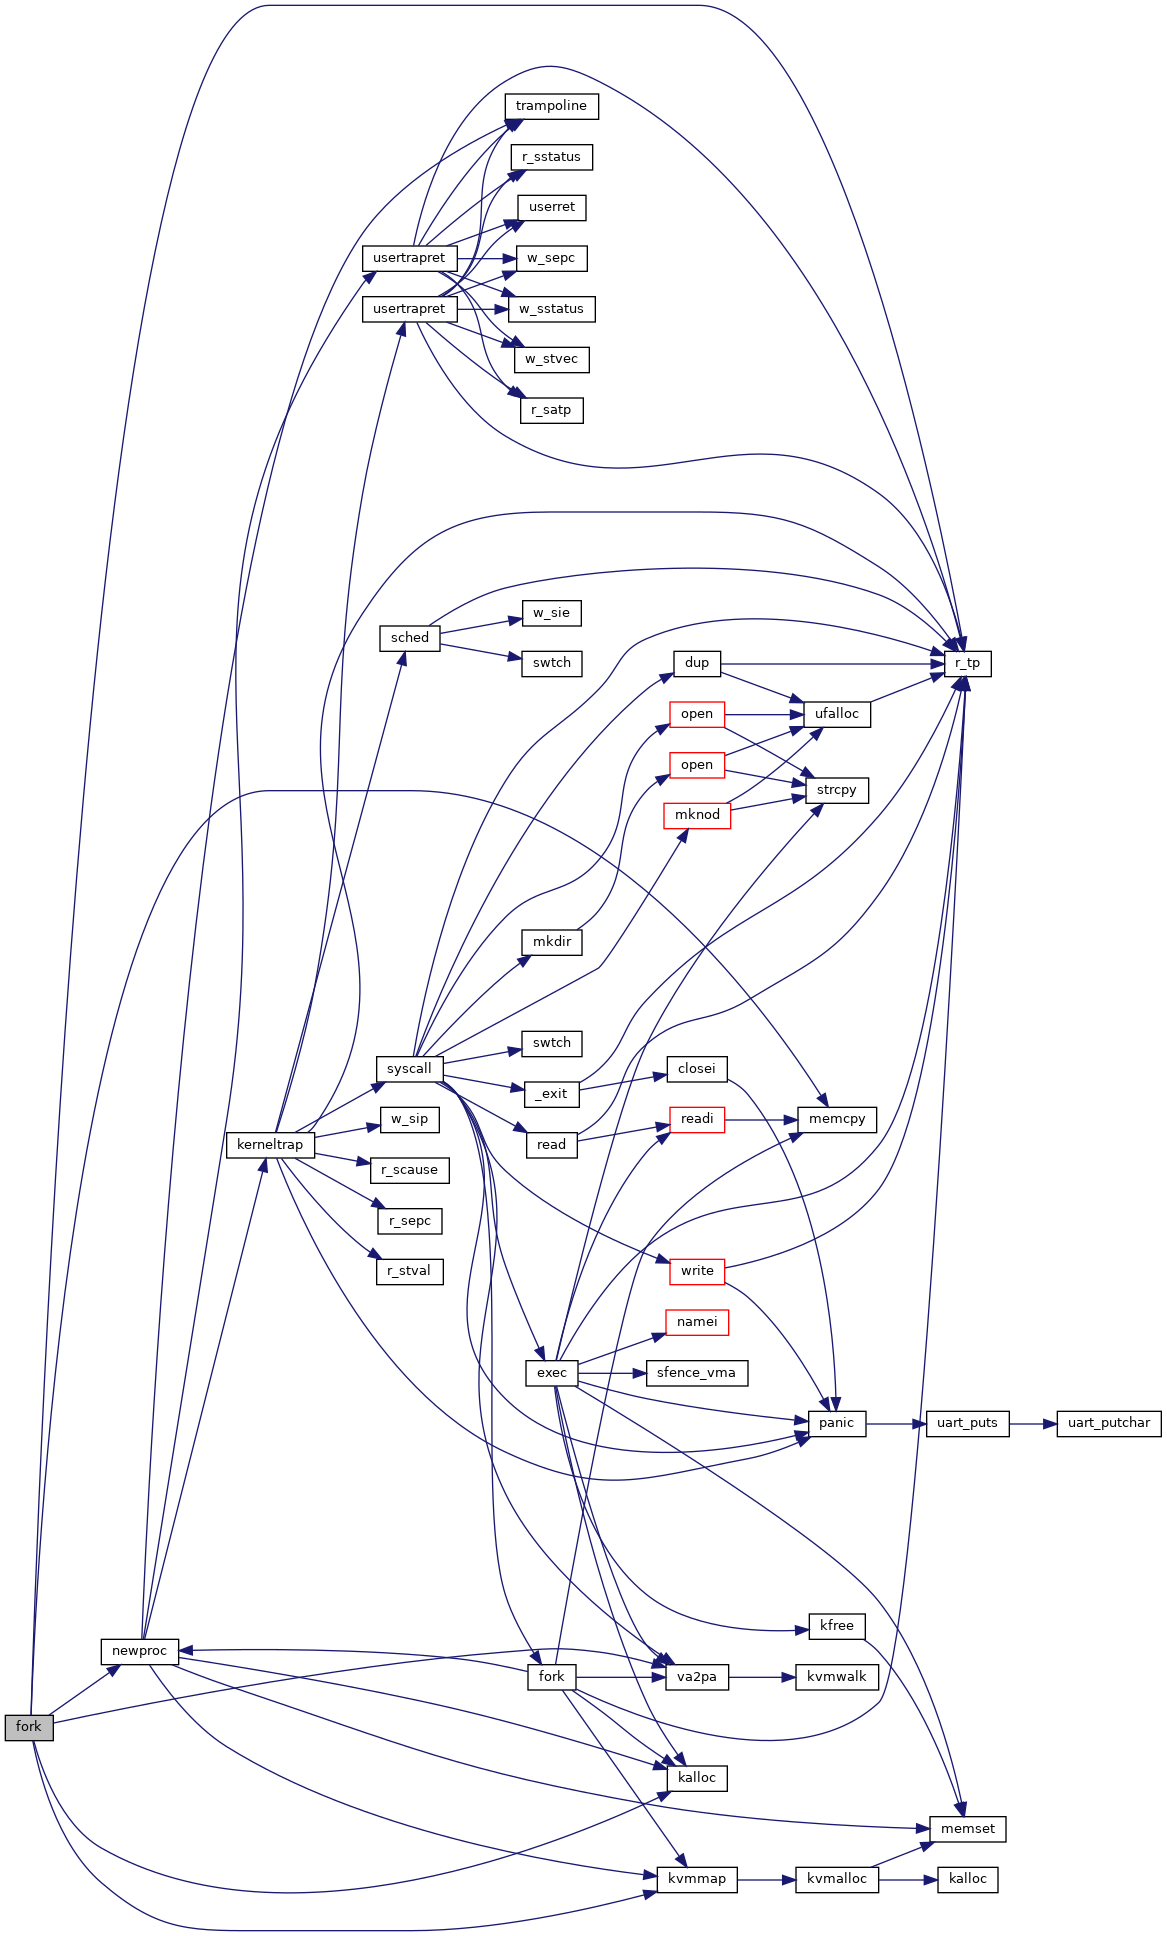 trampoline
r_sstatus
userret
usertrapret
w_sepc
usertrapret
w_sstatus
w_stvec
r_satp
w_sie
sched
swtch
dup
r_tp
open
ufalloc
open
strcpy
mknod
mkdir
swtch
syscall
closei
_exit
w_sip
readi
memcpy
kerneltrap
read
r_scause
r_sepc
r_stval
write
namei
exec
sfence_vma
panic
uart_puts
uart_putchar
kfree
newproc
fork
va2pa
kvmwalk
fork
kalloc
memset
kvmmap
kvmalloc
kalloc